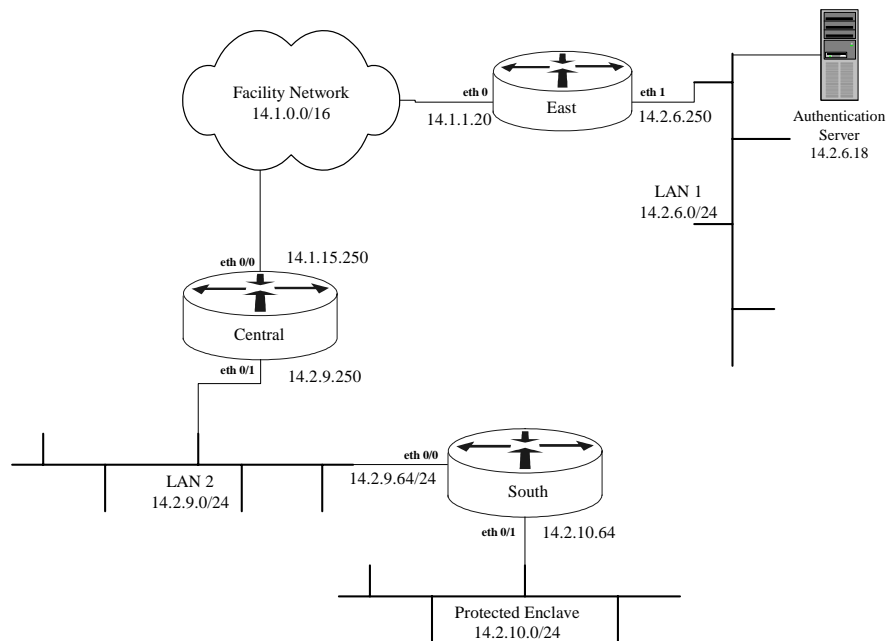 Facility Network
14.1.0.0/16
eth 0
14.1.1.20
East
eth 1
14.2.6.250
Authentication
Server
14.2.6.18
LAN 1
14.2.6.0/24
14.1.15.250
eth 0/0
Central
eth 0/1
14.2.9.250
eth 0/0
14.2.9.64/24
South
LAN 2
14.2.9.0/24
eth 0/1
14.2.10.64
Protected Enclave
14.2.10.0/24